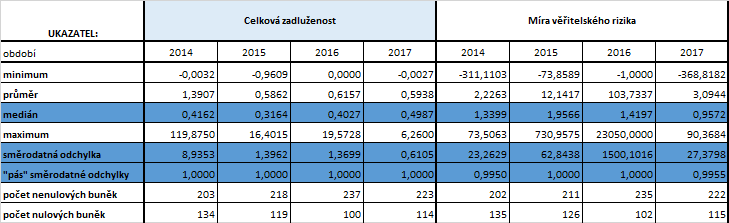 UKAZATEL: Celková zadluženost Míra věřitelského rizika
období 2014 2015 2016 2017 2014 2015 2016 2017
minimum -0,0032 -0,9609 0,0000 -0,0027 -311,1103 -73,8589 -1,0000 -368,8182
průměr 1,3907 0,5862 0,6157 0,5938 2,2263 12,1417 103,7337 3,0944
medián 0,4162 0,3164 0,4027 0,4987 1,3399 1,9566 1,4197 0,9572
maximum 119,8750 16,4015 19,5728 6,2600 73,5063 730,9575 23050,0000 90,3684
směrodatná odchylka 8,9353 1,3962 1,3699 0,6105 23,2629 62,8438 1500,1016 27,3798
"pás" směrodatné odchylky 1,0000 1,0000 1,0000 1,0000 0,9950 1,0000 1,0000 0,9955
počet nenulových buněk 203 218 237 223 202 211 235 222
počet nulových buněk 134 119 100 114 135 126 102 115